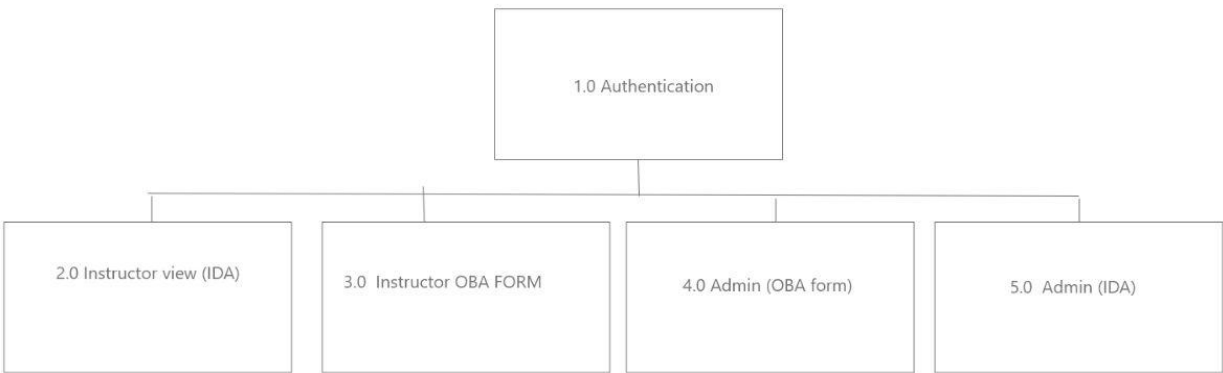 1.0 Authentication
2.0 Instructor view (IDA)
3.0 Instructor OBA FORM
4.0 Admin (OBA form)
5.0 Admin (IDA)